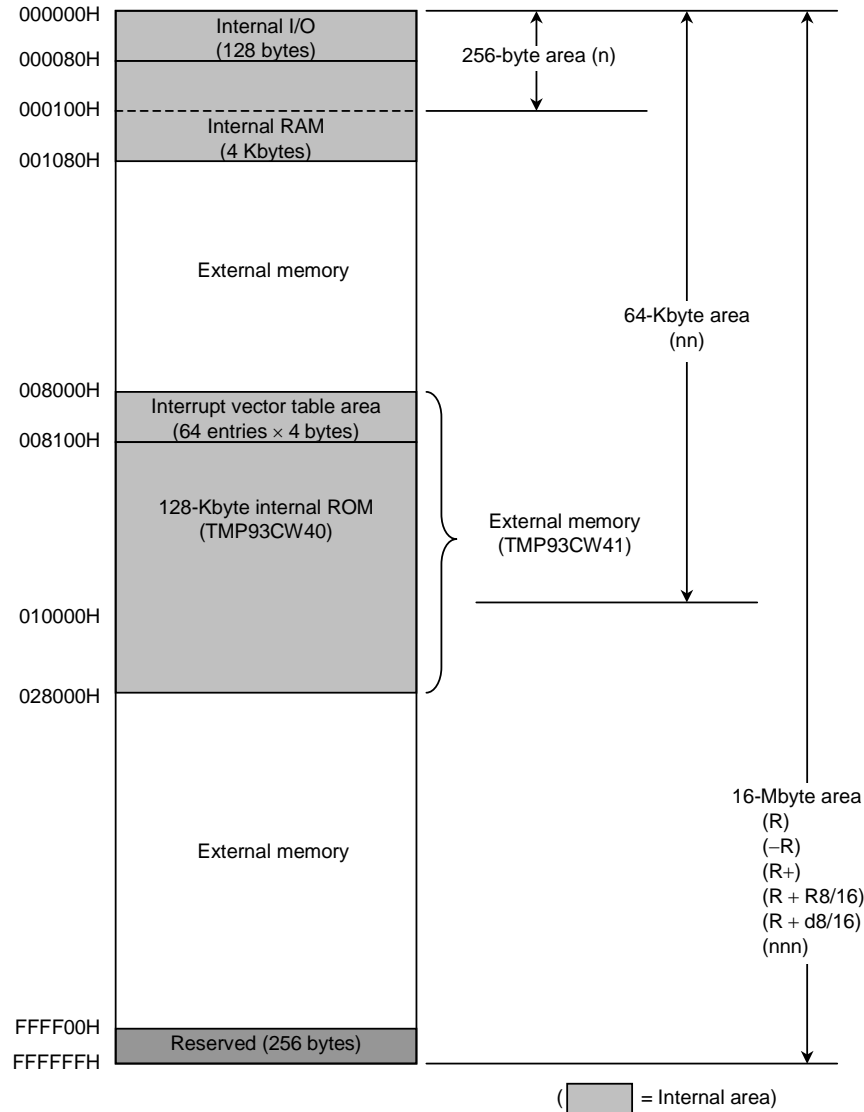 000000H
Internal I/O
(128 bytes)
256-byte area (n)
000080H
000100H
Internal RAM
(4 Kbytes)
001080H
External memory
64-Kbyte area
(nn)
008000H
Interrupt vector table area
(64 entries × 4 bytes)
008100H
128-Kbyte internal ROM
(TMP93CW40)
External memory
(TMP93CW41)
010000H
028000H
16-Mbyte area
(R)
(−R)
(R+)
(R + R8/16)
(R + d8/16)
(nnn)
External memory
FFFF00H
Reserved (256 bytes)
FFFFFFH
( = Internal area)